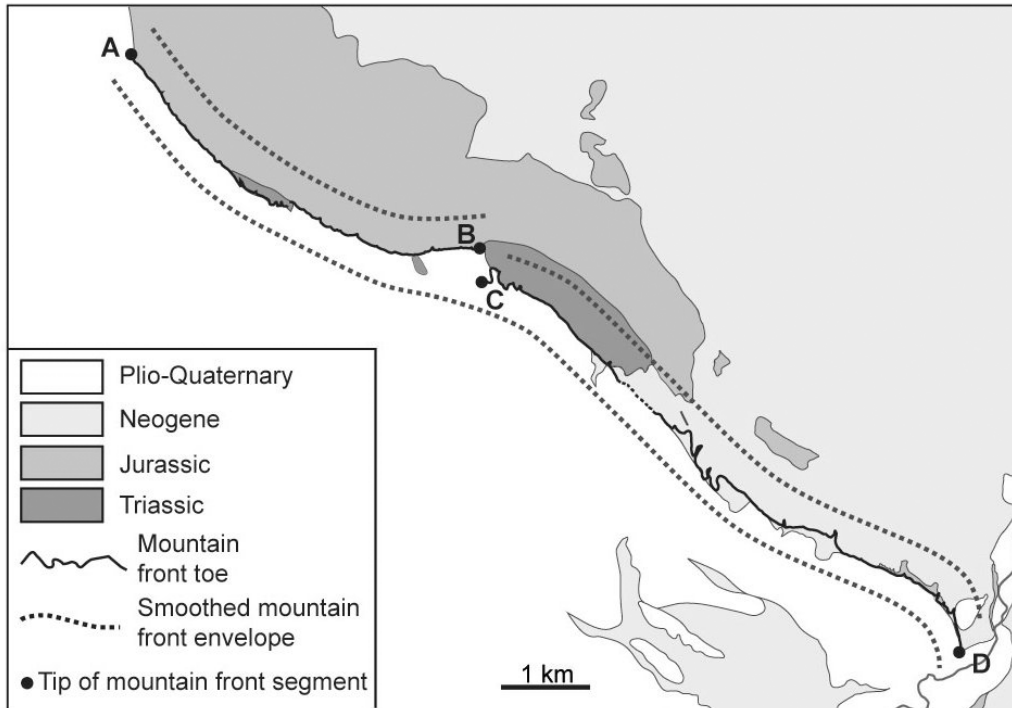 A
B
C
Plio-Quaternary
Neogene
Jurassic
Triassic
Mountain
front toe
Smoothed mountain
front envelope
Tip of mountain front segment
1 km
D